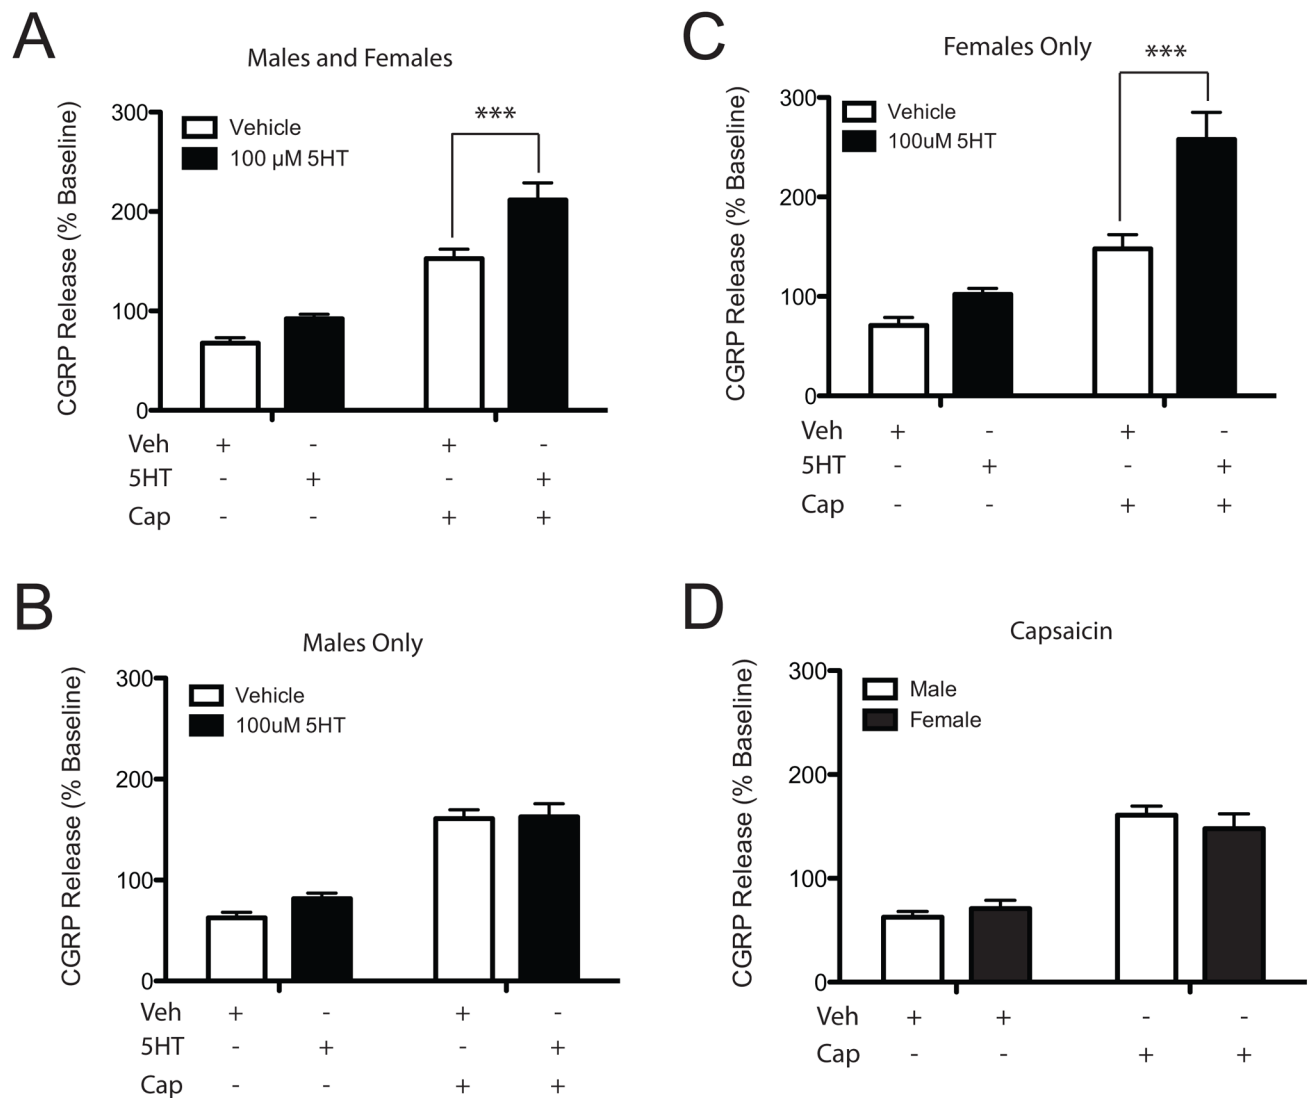 A
Males and Females
CGRP Release (% Baseline)
300
200
100
0
Vehicle
100 µM 5HT
***
Veh + - + -
5HT - + - +
Cap - - + +
C
Females Only
CGRP Release (% Baseline)
300
200
100
0
Vehicle
100uM 5HT
***
Veh + - + -
5HT - + - +
Cap - - + +
B
Males Only
CGRP Release (% Baseline)
300
200
100
0
Vehicle
100uM 5HT
Veh + - + -
5HT - + - +
Cap - - + +
D
Capsaicin
CGRP Release (% Baseline)
300
200
100
0
Male
Female
Veh + + - -
Cap - - + +